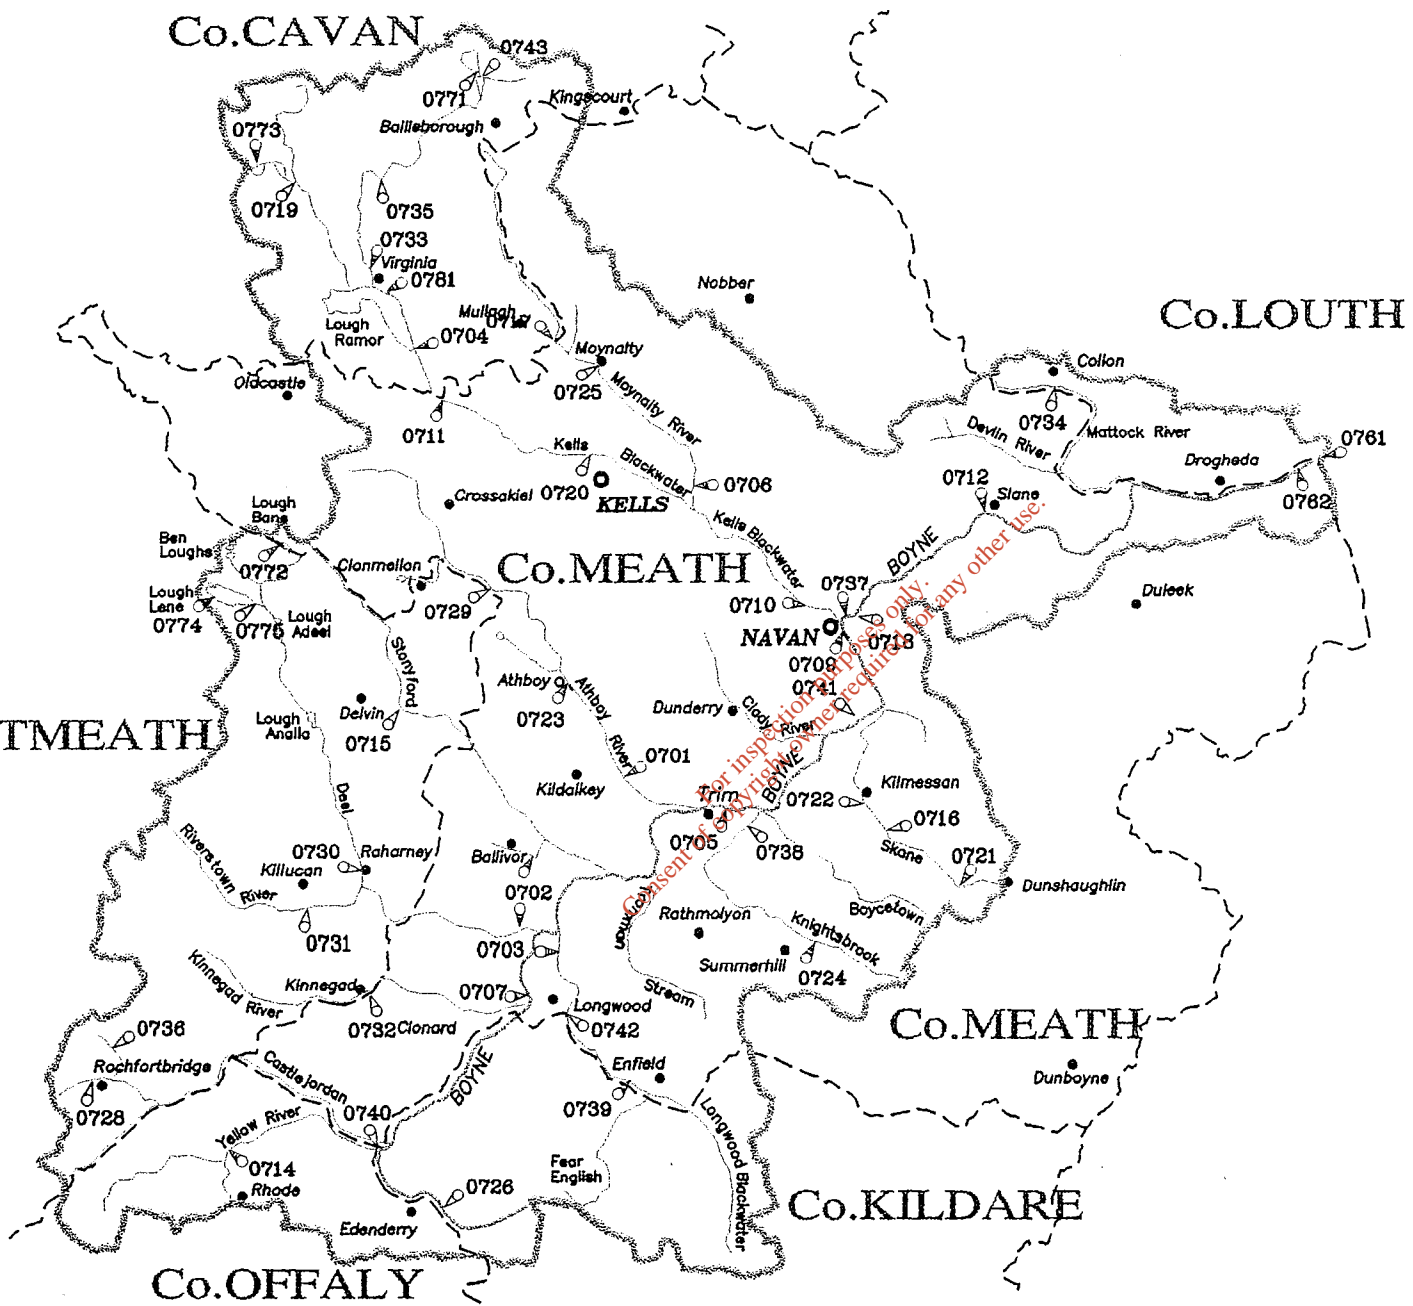 Co.CAVAN
0743
0771
Kingscourt
Bailieborough
0773
0719
0735
0733
Virginia
0781
Nobber
Co.LOUTH
Mullagh
Lough
Ramor
0704
Moynalty
Collon
Oldcastle
0725
Moynalty River
0711
0734
Mattock River
Devlin River
0761
Kells
Blackwater
Drogheda
0720
KELLS
0706
0712
Slane
0762
Crossakiel
Lough
Bane
Kells Blackwater
BOYNE
Ben
Loughs
0772
Clonmellon
Co.MEATH
0737
Lough
Lene
0774
0775
Lough
Adeel
0729
0710
Duleek
NAVAN
0718
0709
Stonyford
Athboy
0723
Athboy
River
0741
Delvin
0715
Dunderry
Clady
River
TMEATH
Lough
Analla
0701
BOYNE
Kildalkey
Trim
0722
Kilmessan
Deel
0716
0705
0738
Skane
0721
Riverstown
River
0730
Raharney
Killucan
Ballivor
0702
Dunshaughlin
Boycetown
0731
0703
Rathmolyon
Knightsbrook
Summerhill
0724
Kinnegad River
Kinnegad
0707
Stream
Longwood
0732
Clonard
0742
Co.MEATH
0736
Rochfortbridge
Castlejordan
BOYNE
Enfield
Dunboyne
0728
Yellow River
0740
0739
Longwood Blackwater
0714
Rhode
Fear
English
0726
Edenderry
Co.KILDARE
Co.OFFALY
For inspection purposes only.
Consent of copyright owner required for any other use.